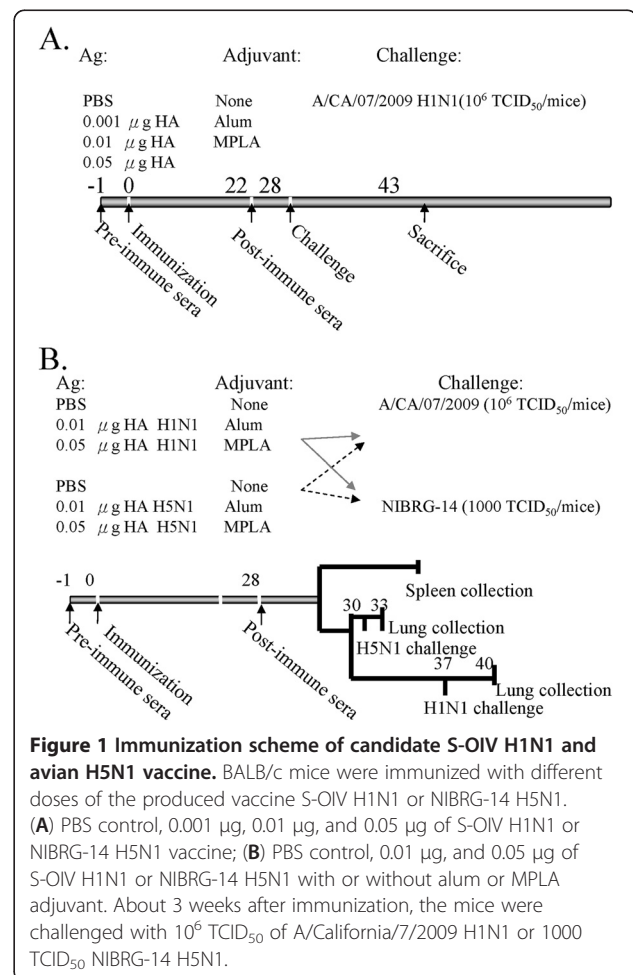 A.
Ag: Adjuvant: Challenge:
PBS None A/CA/07/2009 H1N1(10⁶ TCID₅₀/mice)
0.001 μg HA Alum
0.01 μg HA MPLA
0.05 μg HA
-1 0 22 28 43
Pre-immune sera Immunization Post-immune sera Challenge Sacrifice
B.
Ag: Adjuvant: Challenge:
PBS None A/CA/07/2009 (10⁶ TCID₅₀/mice)
0.01 μg HA H1N1 Alum
0.05 μg HA H1N1 MPLA
PBS None NIBRG-14 (1000 TCID₅₀/mice)
0.01 μg HA H5N1 Alum
0.05 μg HA H5N1 MPLA
-1 0 28
Pre-immune sera Immunization Post-immune sera
Spleen collection
30 33
Lung collection
H5N1 challenge
37 40
Lung collection
H1N1 challenge
Figure 1 Immunization scheme of candidate S-OIV H1N1 and
avian H5N1 vaccine. BALB/c mice were immunized with different
doses of the produced vaccine S-OIV H1N1 or NIBRG-14 H5N1.
(A) PBS control, 0.001 μg, 0.01 μg, and 0.05 μg of S-OIV H1N1 or
NIBRG-14 H5N1 vaccine; (B) PBS control, 0.01 μg, and 0.05 μg of
S-OIV H1N1 or NIBRG-14 H5N1 with or without alum or MPLA
adjuvant. About 3 weeks after immunization, the mice were
challenged with 10⁶ TCID₅₀ of A/California/7/2009 H1N1 or 1000
TCID₅₀ NIBRG-14 H5N1.